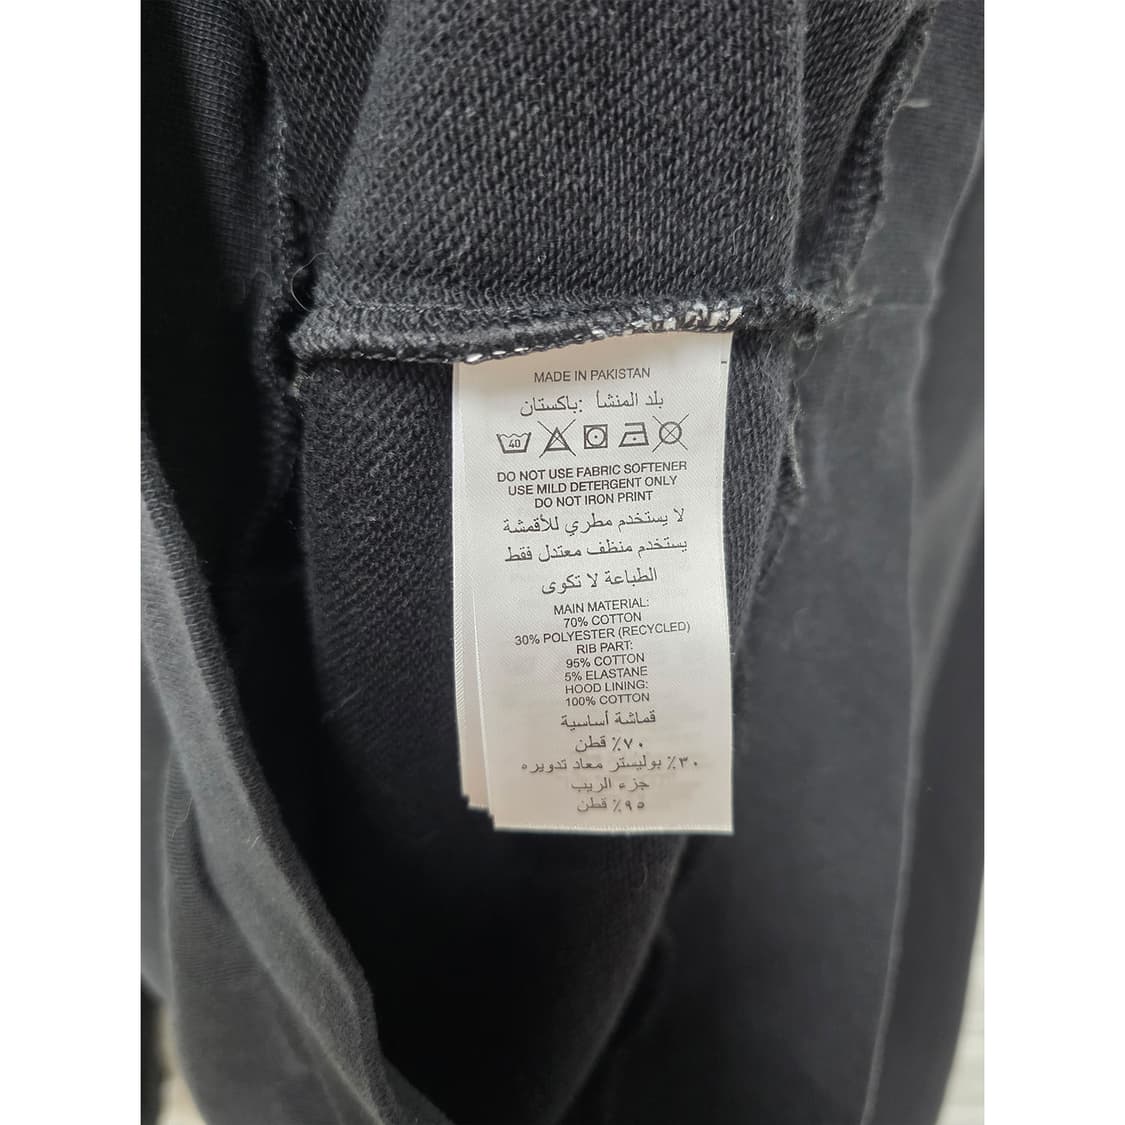 MADE IN PAKISTAN
بلد المنشأ :باكستان
40
DO NOT USE FABRIC SOFTENER
USE MILD DETERGENT ONLY
DO NOT IRON PRINT
لا يستخدم مطري للأقمشة
يستخدم منظف معتدل فقط
الطباعة لا تكوى
MAIN MATERIAL:
70% COTTON
30% POLYESTER (RECYCLED)
RIB PART:
95% COTTON
5% ELASTANE
HOOD LINING:
100% COTTON
قماشة أساسية
٧٠٪ قطن
٣٠٪ بوليستر معاد تدويره
جزء الريب
٩٥٪ قطن